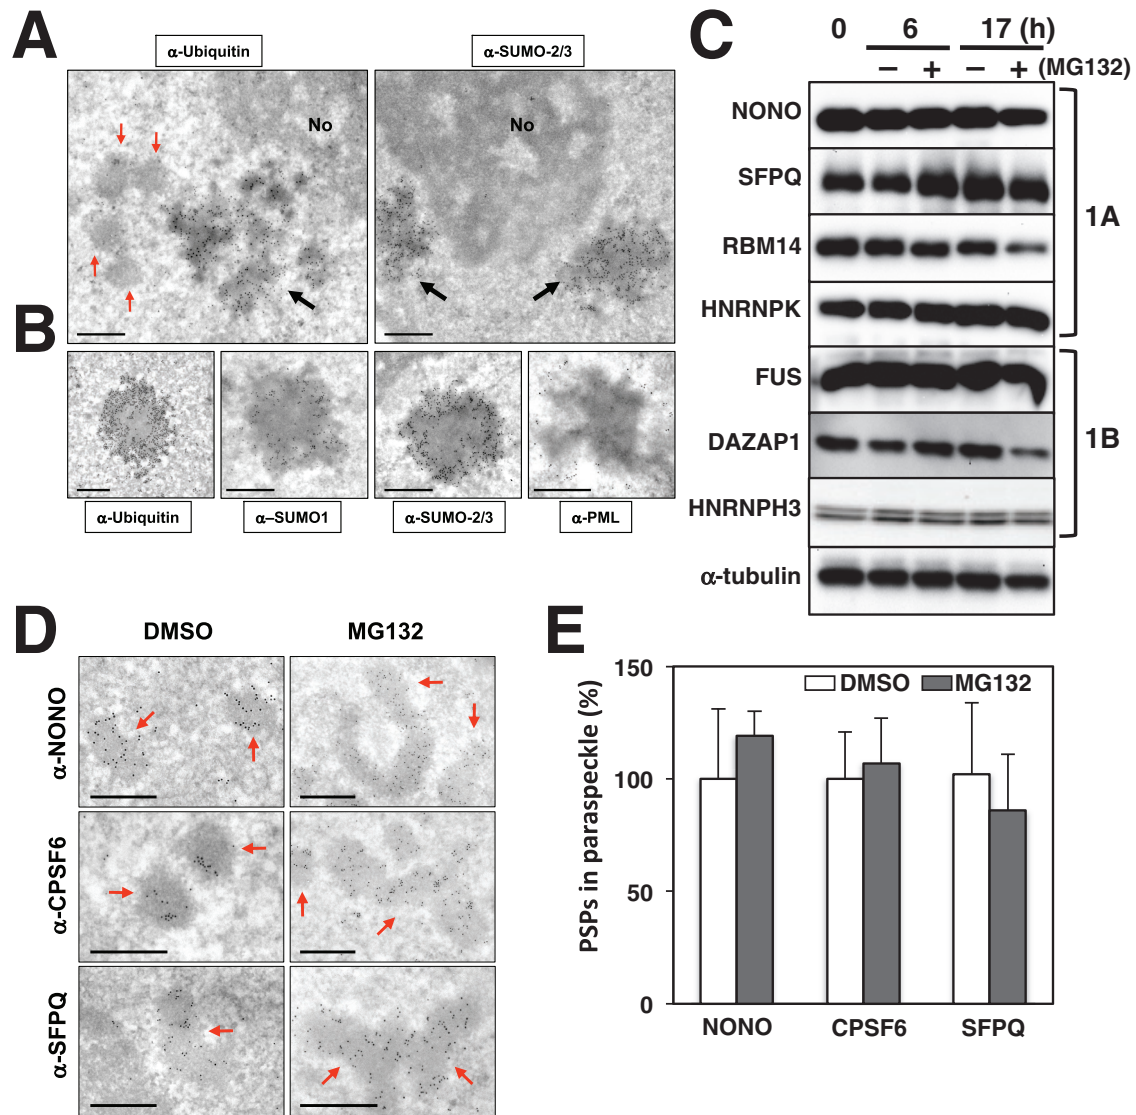 A
α-Ubiquitin
α-SUMO-2/3
No
No
B
α-Ubiquitin
α–SUMO1
α-SUMO-2/3
α-PML
C
0 6 17 (h)
− + − + (MG132)
NONO
SFPQ
RBM14
HNRNPK
1A
FUS
DAZAP1
HNRNPH3
1B
α-tubulin
D
DMSO MG132
α-NONO
α-CPSF6
α-SFPQ
E
PSPs in paraspeckle (%)
150
100
50
0
DMSO MG132
NONO CPSF6 SFPQ